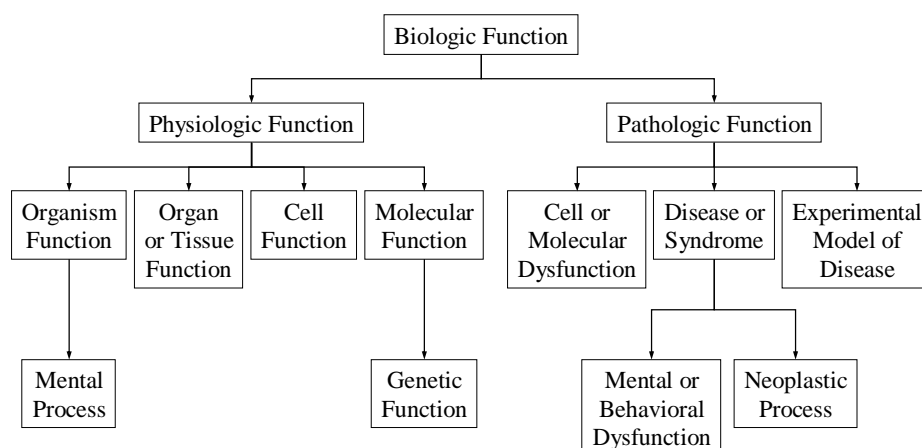 Biologic Function
Physiologic Function
Pathologic Function
Organism
Function
Organ
or Tissue
Function
Cell
Function
Molecular
Function
Cell or
Molecular
Dysfunction
Disease or
Syndrome
Experimental
Model of
Disease
Mental
Process
Genetic
Function
Mental or
Behavioral
Dysfunction
Neoplastic
Process